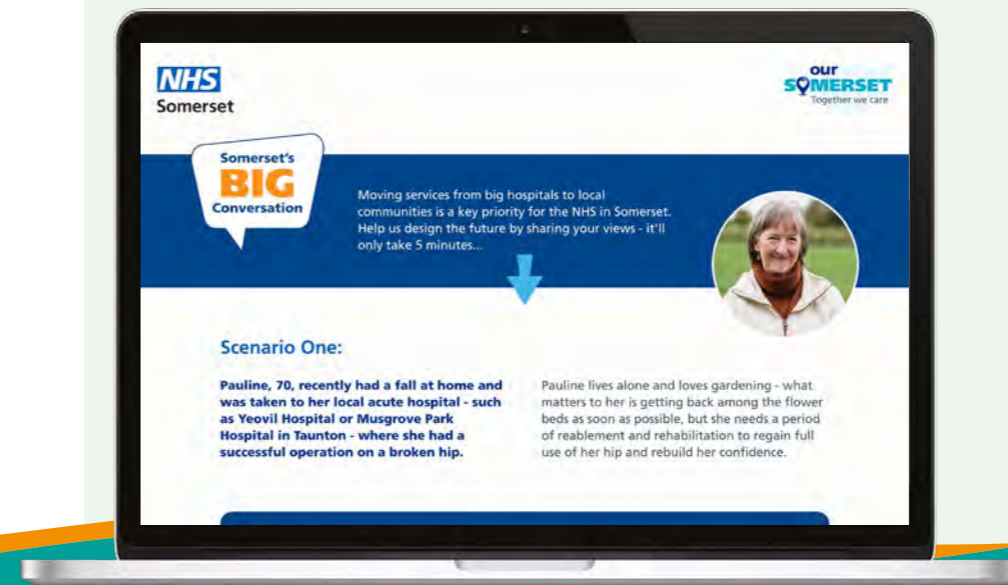 NHS
Somerset
our
SOMERSET
Together we care
Somerset's
BIG
Conversation
Moving services from big hospitals to local
communities is a key priority for the NHS in Somerset.
Help us design the future by sharing your views - it'll
only take 5 minutes...
Scenario One:
Pauline, 70, recently had a fall at home and
was taken to her local acute hospital - such
as Yeovil Hospital or Musgrove Park
Hospital in Taunton - where she had a
successful operation on a broken hip.
Pauline lives alone and loves gardening - what
matters to her is getting back among the flower
beds as soon as possible, but she needs a period
of reablement and rehabilitation to regain full
use of her hip and rebuild her confidence.